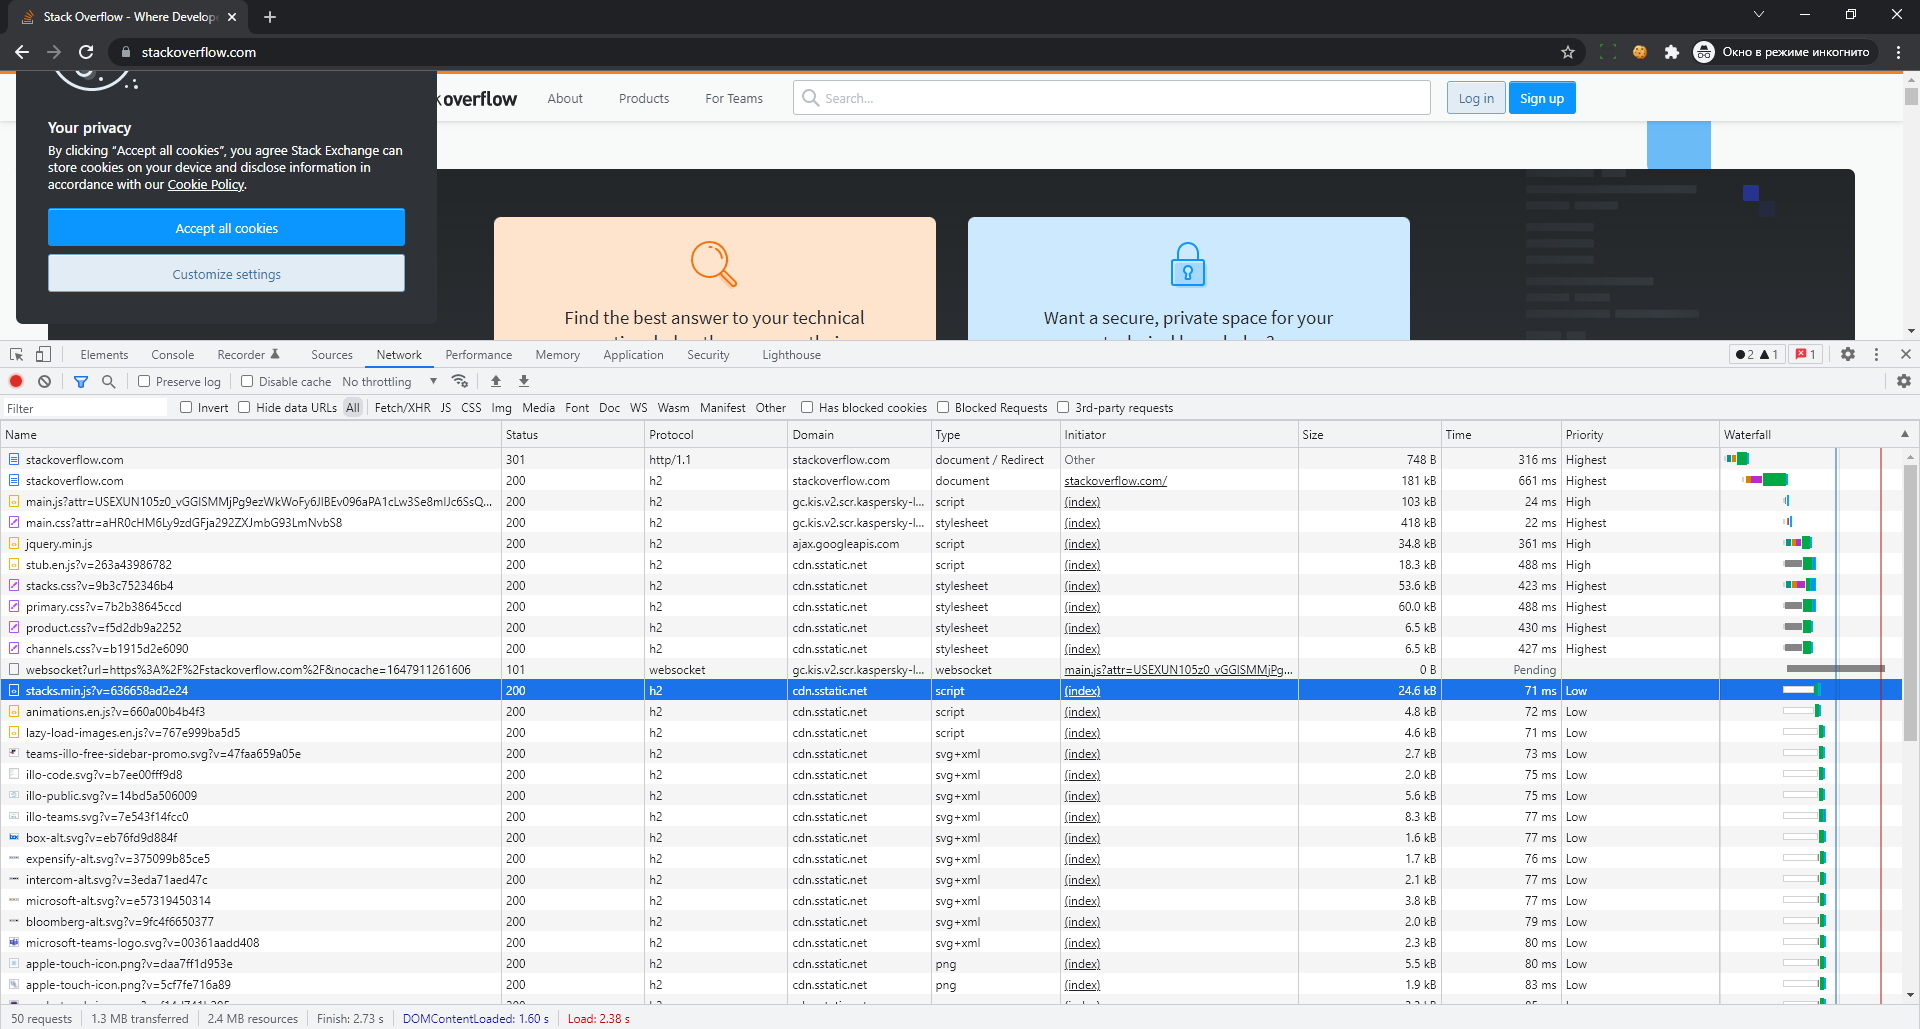 Stack Overflow - Where Develope
stackoverflow.com
Окно в режиме инкогнито
overflow
About
Products
For Teams
Search...
Log in
Sign up
Your privacy
By clicking “Accept all cookies”, you agree Stack Exchange can
store cookies on your device and disclose information in
accordance with our Cookie Policy.
Accept all cookies
Customize settings
Find the best answer to your technical
Want a secure, private space for your
Elements Console Recorder Sources Network Performance Memory Application Security Lighthouse 2 1 1
Preserve log Disable cache No throttling
Filter Invert Hide data URLs All Fetch/XHR JS CSS Img Media Font Doc WS Wasm Manifest Other Has blocked cookies Blocked Requests 3rd-party requests
Name Status Protocol Domain Type Initiator Size Time Priority Waterfall
stackoverflow.com 301 http/1.1 stackoverflow.com document / Redirect Other 748 B 316 ms Highest
stackoverflow.com 200 h2 stackoverflow.com document stackoverflow.com/ 181 kB 661 ms Highest
200 h2 gc.kis.v2.scr.kaspersky-l... script (index) 103 kB 24 ms High
main.css?attr=aHR0cHM6Ly9zdGFja292ZXJmbG93LmNvbS8 200 h2 gc.kis.v2.scr.kaspersky-l... stylesheet (index) 418 kB 22 ms Highest
jquery.min.js 200 h2 ajax.googleapis.com script (index) 34.8 kB 361 ms High
stub.en.js?v=263a43986782 200 h2 cdn.sstatic.net script (index) 18.3 kB 488 ms High
stacks.css?v=9b3c752346b4 200 h2 cdn.sstatic.net stylesheet (index) 53.6 kB 423 ms Highest
primary.css?v=7b2b38645ccd 200 h2 cdn.sstatic.net stylesheet (index) 60.0 kB 488 ms Highest
product.css?v=f5d2db9a2252 200 h2 cdn.sstatic.net stylesheet (index) 6.5 kB 430 ms Highest
channels.css?v=b1915d2e6090 200 h2 cdn.sstatic.net stylesheet (index) 6.5 kB 427 ms Highest
websocket?url=https%3A%2F%2Fstackoverflow.com%2F&nocache=1647911261606 101 websocket gc.kis.v2.scr.kaspersky-l... websocket 0 B Pending
stacks.min.js?v=636658ad2e24 200 h2 cdn.sstatic.net script (index) 24.6 kB 71 ms Low
animations.en.js?v=660a00b4b4f3 200 h2 cdn.sstatic.net script (index) 4.8 kB 72 ms Low
lazy-load-images.en.js?v=767e999ba5d5 200 h2 cdn.sstatic.net script (index) 4.6 kB 71 ms Low
teams-illo-free-sidebar-promo.svg?v=47faa659a05e 200 h2 cdn.sstatic.net svg+xml (index) 2.7 kB 73 ms Low
illo-code.svg?v=b7ee00fff9d8 200 h2 cdn.sstatic.net svg+xml (index) 2.0 kB 75 ms Low
illo-public.svg?v=14bd5a506009 200 h2 cdn.sstatic.net svg+xml (index) 5.6 kB 75 ms Low
illo-teams.svg?v=7e543f14fcc0 200 h2 cdn.sstatic.net svg+xml (index) 8.3 kB 77 ms Low
box-alt.svg?v=eb76fd9d884f 200 h2 cdn.sstatic.net svg+xml (index) 1.6 kB 77 ms Low
expensify-alt.svg?v=375099b85ce5 200 h2 cdn.sstatic.net svg+xml (index) 1.7 kB 76 ms Low
intercom-alt.svg?v=3eda71aed47c 200 h2 cdn.sstatic.net svg+xml (index) 2.1 kB 77 ms Low
microsoft-alt.svg?v=e57319450314 200 h2 cdn.sstatic.net svg+xml (index) 3.8 kB 77 ms Low
bloomberg-alt.svg?v=9fc4f6650377 200 h2 cdn.sstatic.net svg+xml (index) 2.0 kB 79 ms Low
microsoft-teams-logo.svg?v=00361aadd408 200 h2 cdn.sstatic.net svg+xml (index) 2.3 kB 80 ms Low
apple-touch-icon.png?v=daa7ff1d953e 200 h2 cdn.sstatic.net png (index) 5.5 kB 80 ms Low
apple-touch-icon.png?v=5cf7fe716a89 200 h2 cdn.sstatic.net png (index) 1.9 kB 83 ms Low
50 requests 1.3 MB transferred 2.4 MB resources Finish: 2.73 s DOMContentLoaded: 1.60 s Load: 2.38 s